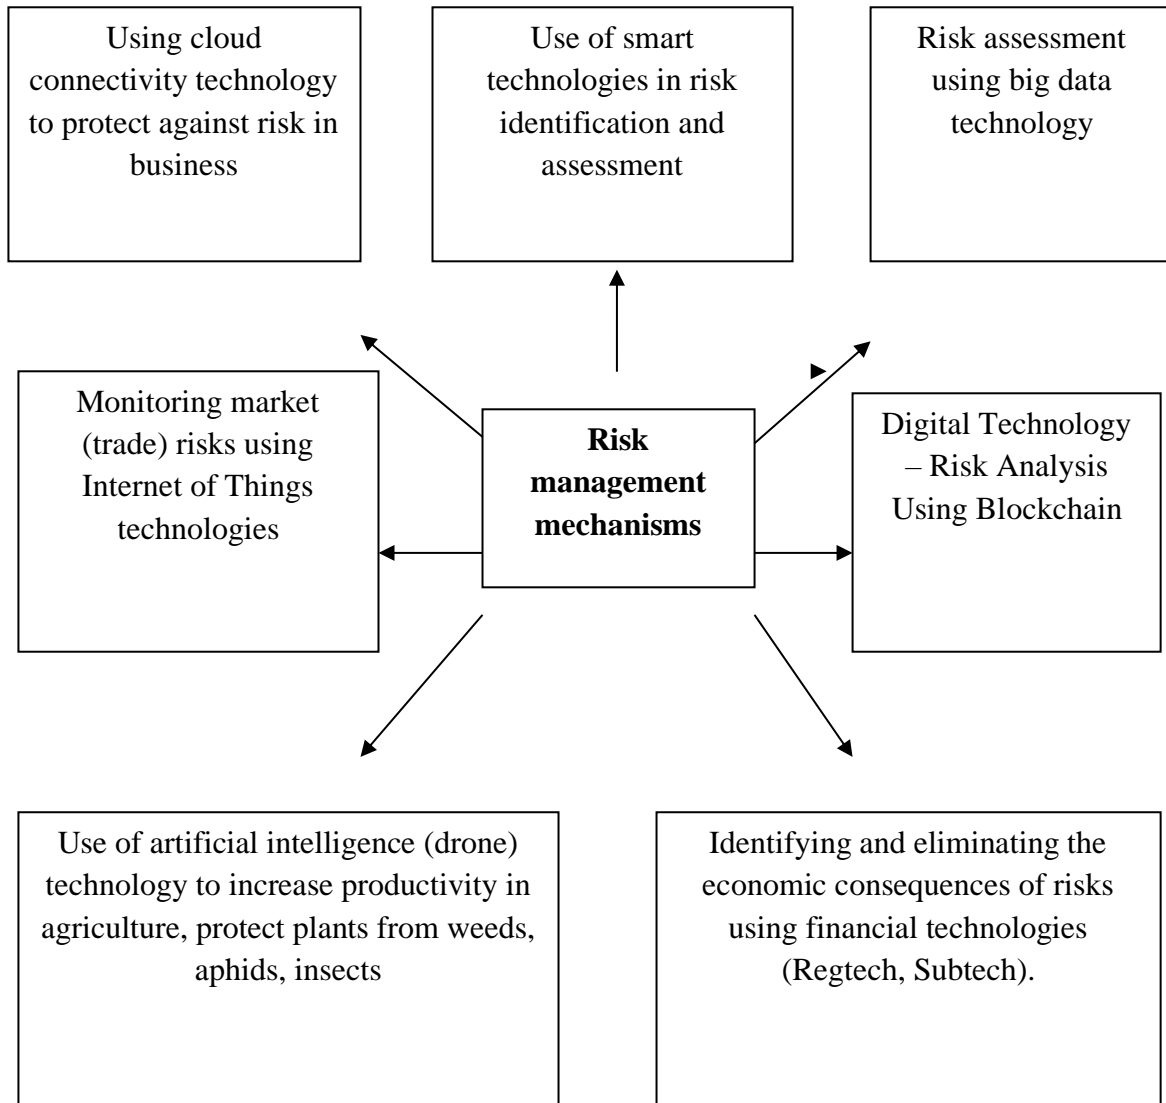 Using cloud
connectivity technology
to protect against risk in
business
Use of smart
technologies in risk
identification and
assessment
Risk assessment
using big data
technology
Monitoring market
(trade) risks using
Internet of Things
technologies
Risk
management
mechanisms
Digital Technology
– Risk Analysis
Using Blockchain
Use of artificial intelligence (drone)
technology to increase productivity in
agriculture, protect plants from weeds,
aphids, insects
Identifying and eliminating the
economic consequences of risks
using financial technologies
(Regtech, Subtech).